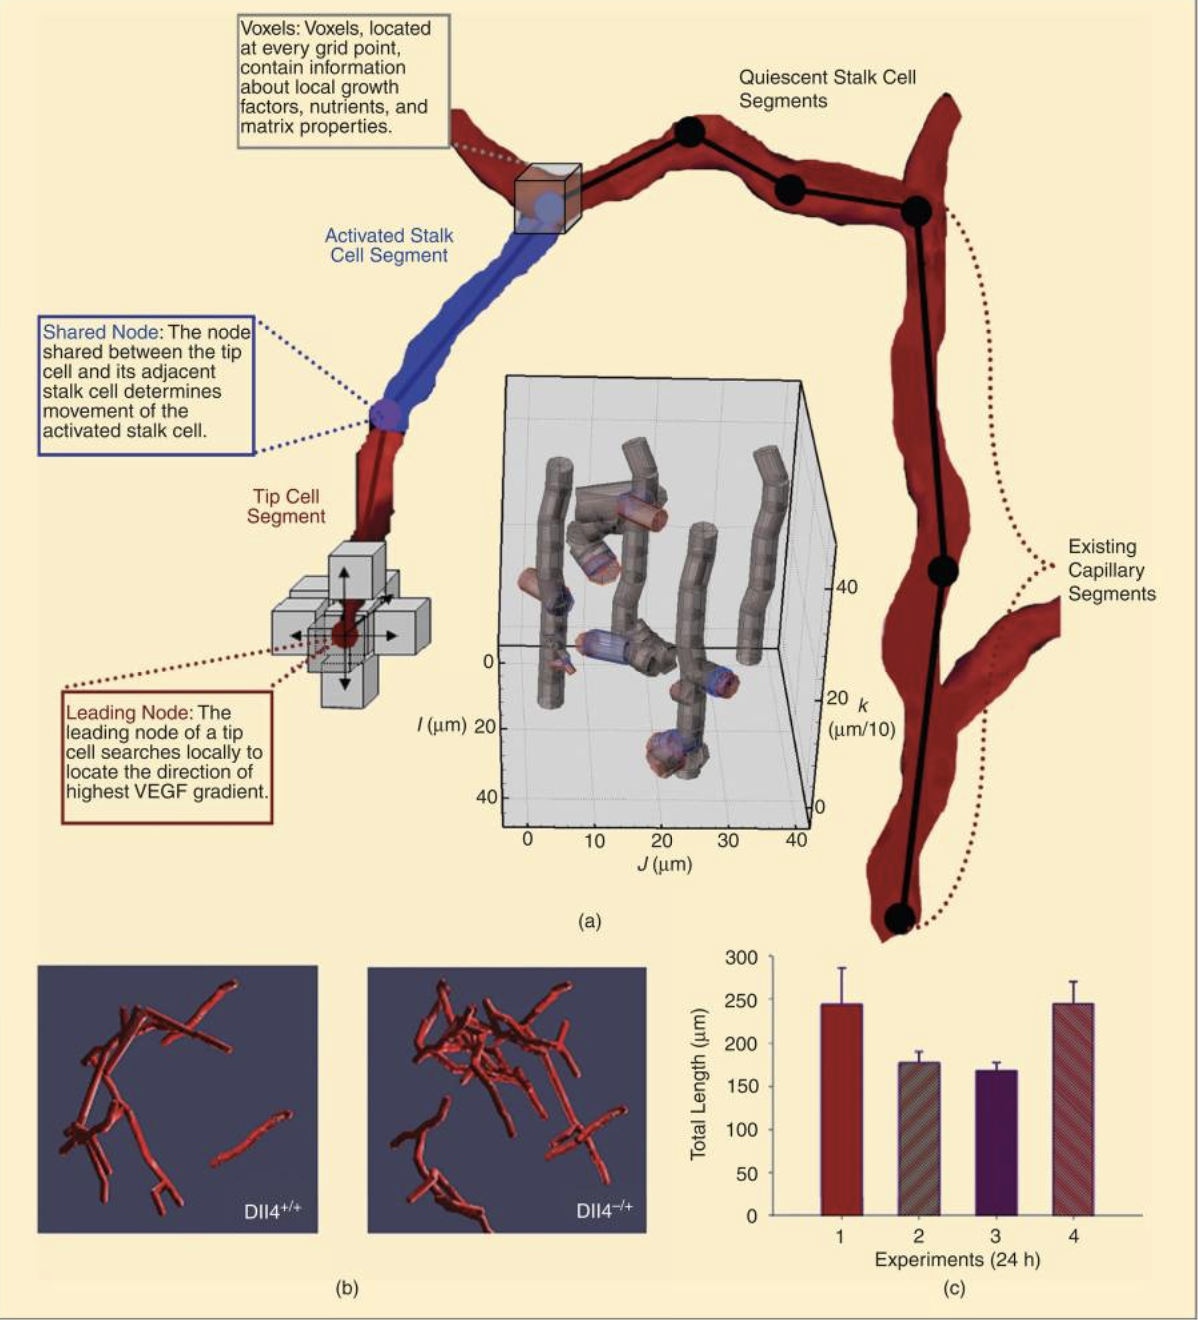 Voxels: Voxels, located
at every grid point,
contain information
about local growth
factors, nutrients, and
matrix properties.
Quiescent Stalk Cell
Segments
Activated Stalk
Cell Segment
Shared Node: The node
shared between the tip
cell and its adjacent
stalk cell determines
movement of the
activated stalk cell.
Tip Cell
Segment
Existing
Capillary
Segments
Leading Node: The
leading node of a tip
cell searches locally to
locate the direction of
highest VEGF gradient.
0
I (μm) 20
40
40
20 k
(μm/10)
0
0 10 20 30 40
J (μm)
(a)
Dll4+/+
Dll4–/+
(b)
300
250
200
150
100
50
0
Total Length (μm)
1 2 3 4
Experiments (24 h)
(c)